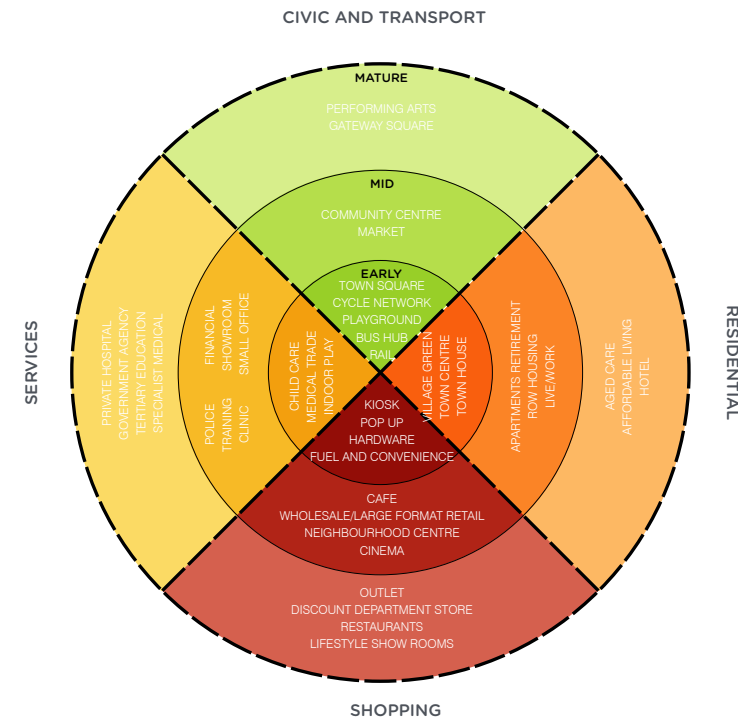 CIVIC AND TRANSPORT
MATURE
PERFORMING ARTS
GATEWAY SQUARE
MID
COMMUNITY CENTRE
MARKET
EARLY
TOWN SQUARE
CYCLE NETWORK
PLAYGROUND
BUS HUB
RAIL
SERVICES
PRIVATE HOSPITAL
GOVERNMENT AGENCY
TERTIARY EDUCATION
SPECIALIST MEDICAL
FINANCIAL
SHOWROOM
SMALL OFFICE
POLICE
TRAINING
CLINIC
CHILD CARE
MEDICAL TRADE
INDOOR PLAY
VILLAGE GREEN
TOWN CENTRE
TOWN HOUSE
APARTMENTS RETIREMENT
ROW HOUSING
LIVE/WORK
AGED CARE
AFFORDABLE LIVING
HOTEL
RESIDENTIAL
KIOSK
POP UP
HARDWARE
FUEL AND CONVENIENCE
CAFE
WHOLESALE/LARGE FORMAT RETAIL
NEIGHBOURHOOD CENTRE
CINEMA
OUTLET
DISCOUNT DEPARTMENT STORE
RESTAURANTS
LIFESTYLE SHOW ROOMS
SHOPPING